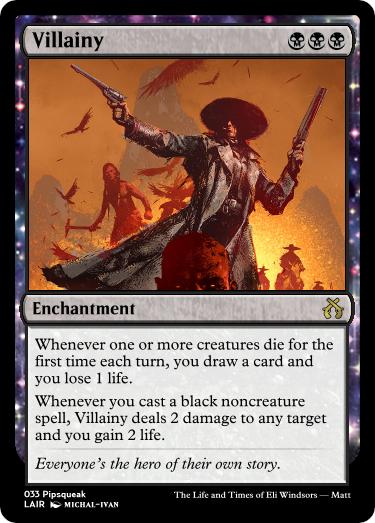 Villainy
Enchantment
Whenever one or more creatures die for the
first time each turn, you draw a card and
you lose 1 life.
Whenever you cast a black noncreature
spell, Villainy deals 2 damage to any target
and you gain 2 life.
Everyone's the hero of their own story.
033 Pipsqueak
LAIR MICHAL-IVAN
The Life and Times of Eli Windsors — Matt